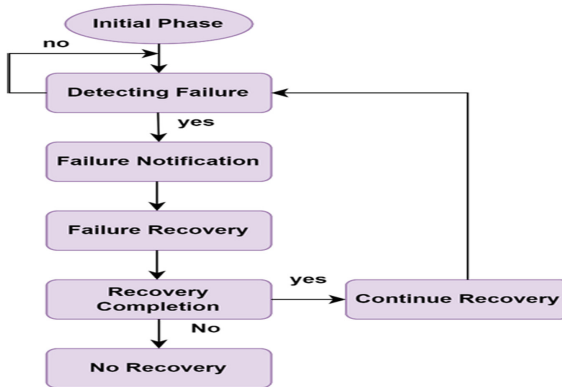 Initial Phase
no
Detecting Failure
yes
Failure Notification
Failure Recovery
Recovery
Completion
yes
Continue Recovery
No
No Recovery